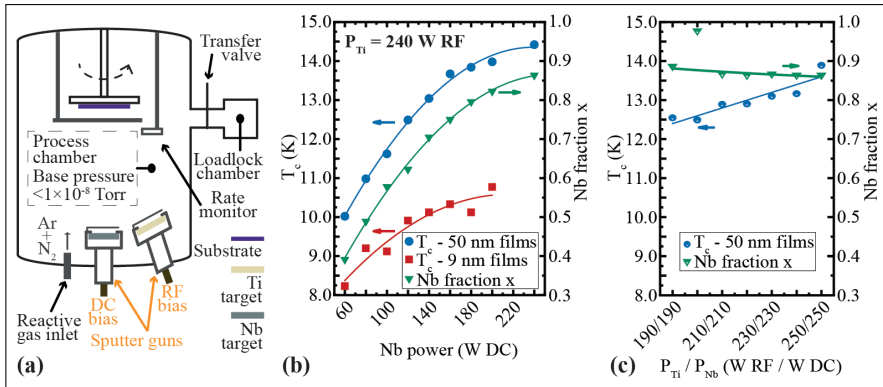 Transfer
valve
Process
chamber
Base pressure
<1×10⁻⁸ Torr
Loadlock
chamber
Rate
monitor
Ar
+
N₂
Substrate
Ti
target
Nb
target
DC
bias
RF
bias
Reactive
gas inlet
Sputter guns
(a)
P_Ti = 240 W RF
15.0
14.0
13.0
12.0
11.0
10.0
9.0
8.0
T_c (K)
1.0
0.9
0.8
0.7
0.6
0.5
0.4
0.3
Nb fraction x
T_c - 50 nm films
T_c - 9 nm films
Nb fraction x
60
100
140
180
220
Nb power (W DC)
(b)
15.0
14.0
13.0
12.0
11.0
10.0
9.0
8.0
T_c (K)
1.0
0.9
0.8
0.7
0.6
0.5
0.4
0.3
Nb fraction x
T_c - 50 nm films
Nb fraction x
190/190
210/210
230/230
250/250
P_Ti / P_Nb (W RF / W DC)
(c)